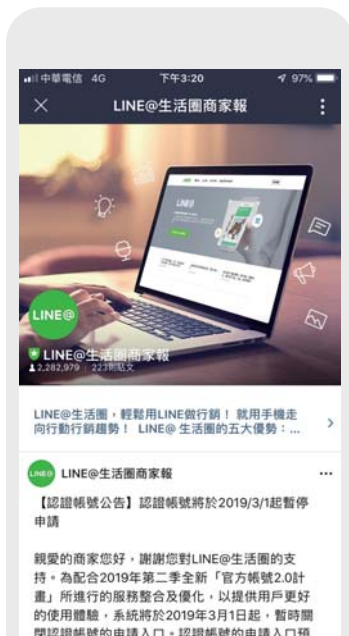 中華電信 4G 下午3:20 97%
LINE@生活圈商家報
LINE@
LINE@
LINE@生活圈商家報
2,282,979 | 223則貼文
LINE@生活圈，輕鬆用LINE做行銷！ 就用手機走
向行動行銷趨勢！ LINE@ 生活圈的五大優勢：...
LINE@ LINE@生活圈商家報
【認證帳號公告】認證帳號將於2019/3/1起暫停
申請
親愛的商家您好，謝謝您對LINE@生活圈的支
持。為配合2019年第二季全新「官方帳號2.0計
畫」所進行的服務整合及優化，以提供用戶更好
的使用體驗，系統將於2019年3月1日起，暫時關
閉認證帳號的申請入口。認證帳號的申請入口預